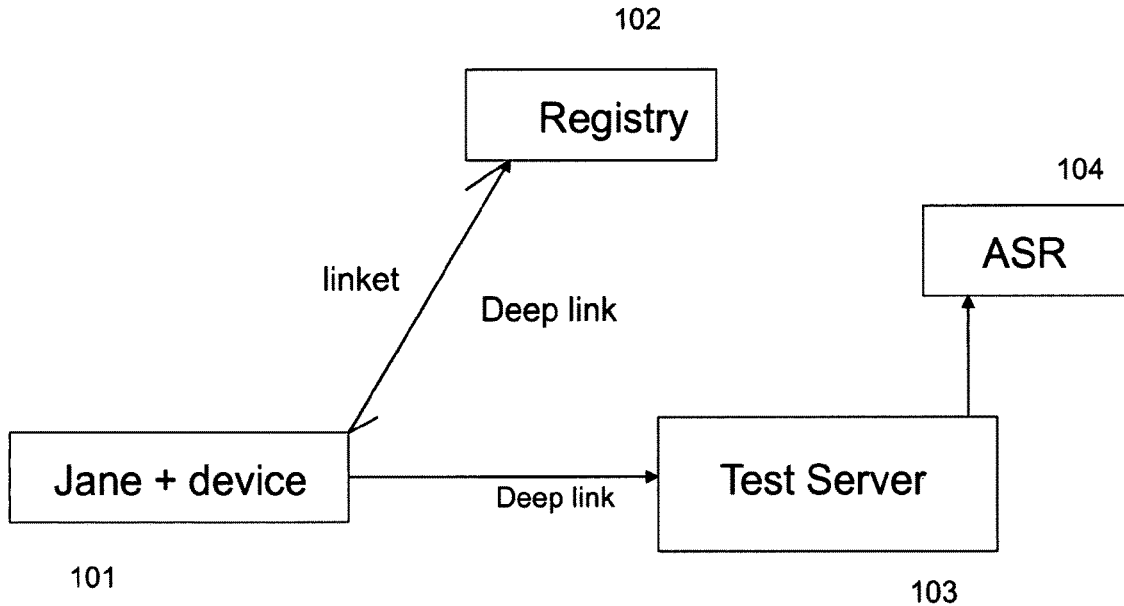 102
Registry
104
ASR
linket
Deep link
Jane + device
Deep link
Test Server
101
103